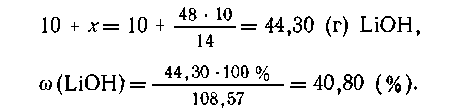 10 + x = 10 + 48 · 10 / 14 = 44,30 (г) LiOH,
ω (LiOH) = 44,30 · 100 % / 108,57 = 40,80 (%).